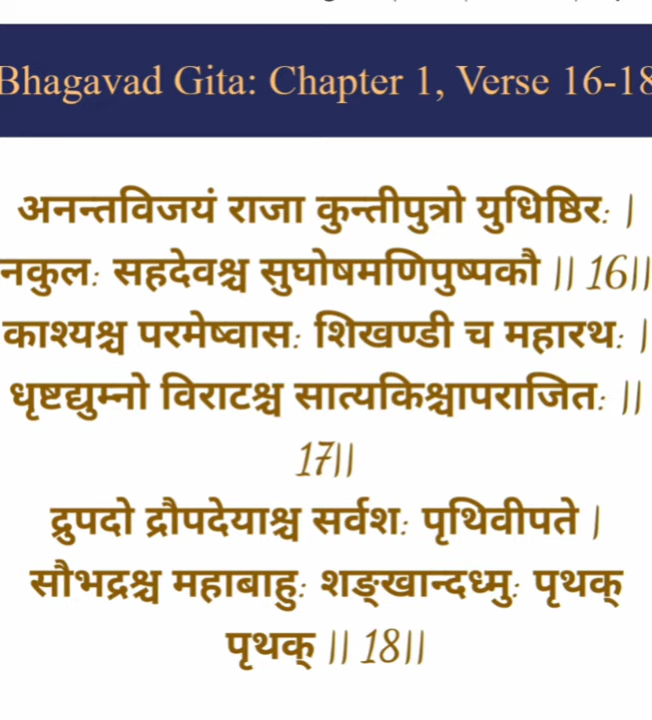 Bhagavad Gita: Chapter 1, Verse 16-18
अनन्तविजयं राजा कुन्तीपुत्रो युधिष्ठिर: |
नकुल: सहदेवश्च सुघोषमणिपुष्पकौ || 16||
काश्यश्च परमेष्वास: शिखण्डी च महारथ: |
धृष्टद्युम्नो विराटश्च सात्यकिश्चापराजित: ||
17||
द्रुपदो द्रौपदेयाश्च सर्वश: पृथिवीपते |
सौभद्रश्च महाबाहु: शङ्खान्दध्मु: पृथक्
पृथक् || 18||